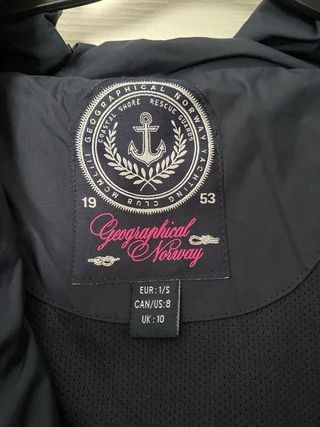 MCMLIII GEOGRAPHICAL NORWAY YACHTING CLUB
COASTAL SHORE RESCUE GUARD
19 53
Geographical
Norway
EUR: 1/S
CAN/US: 8
UK: 10